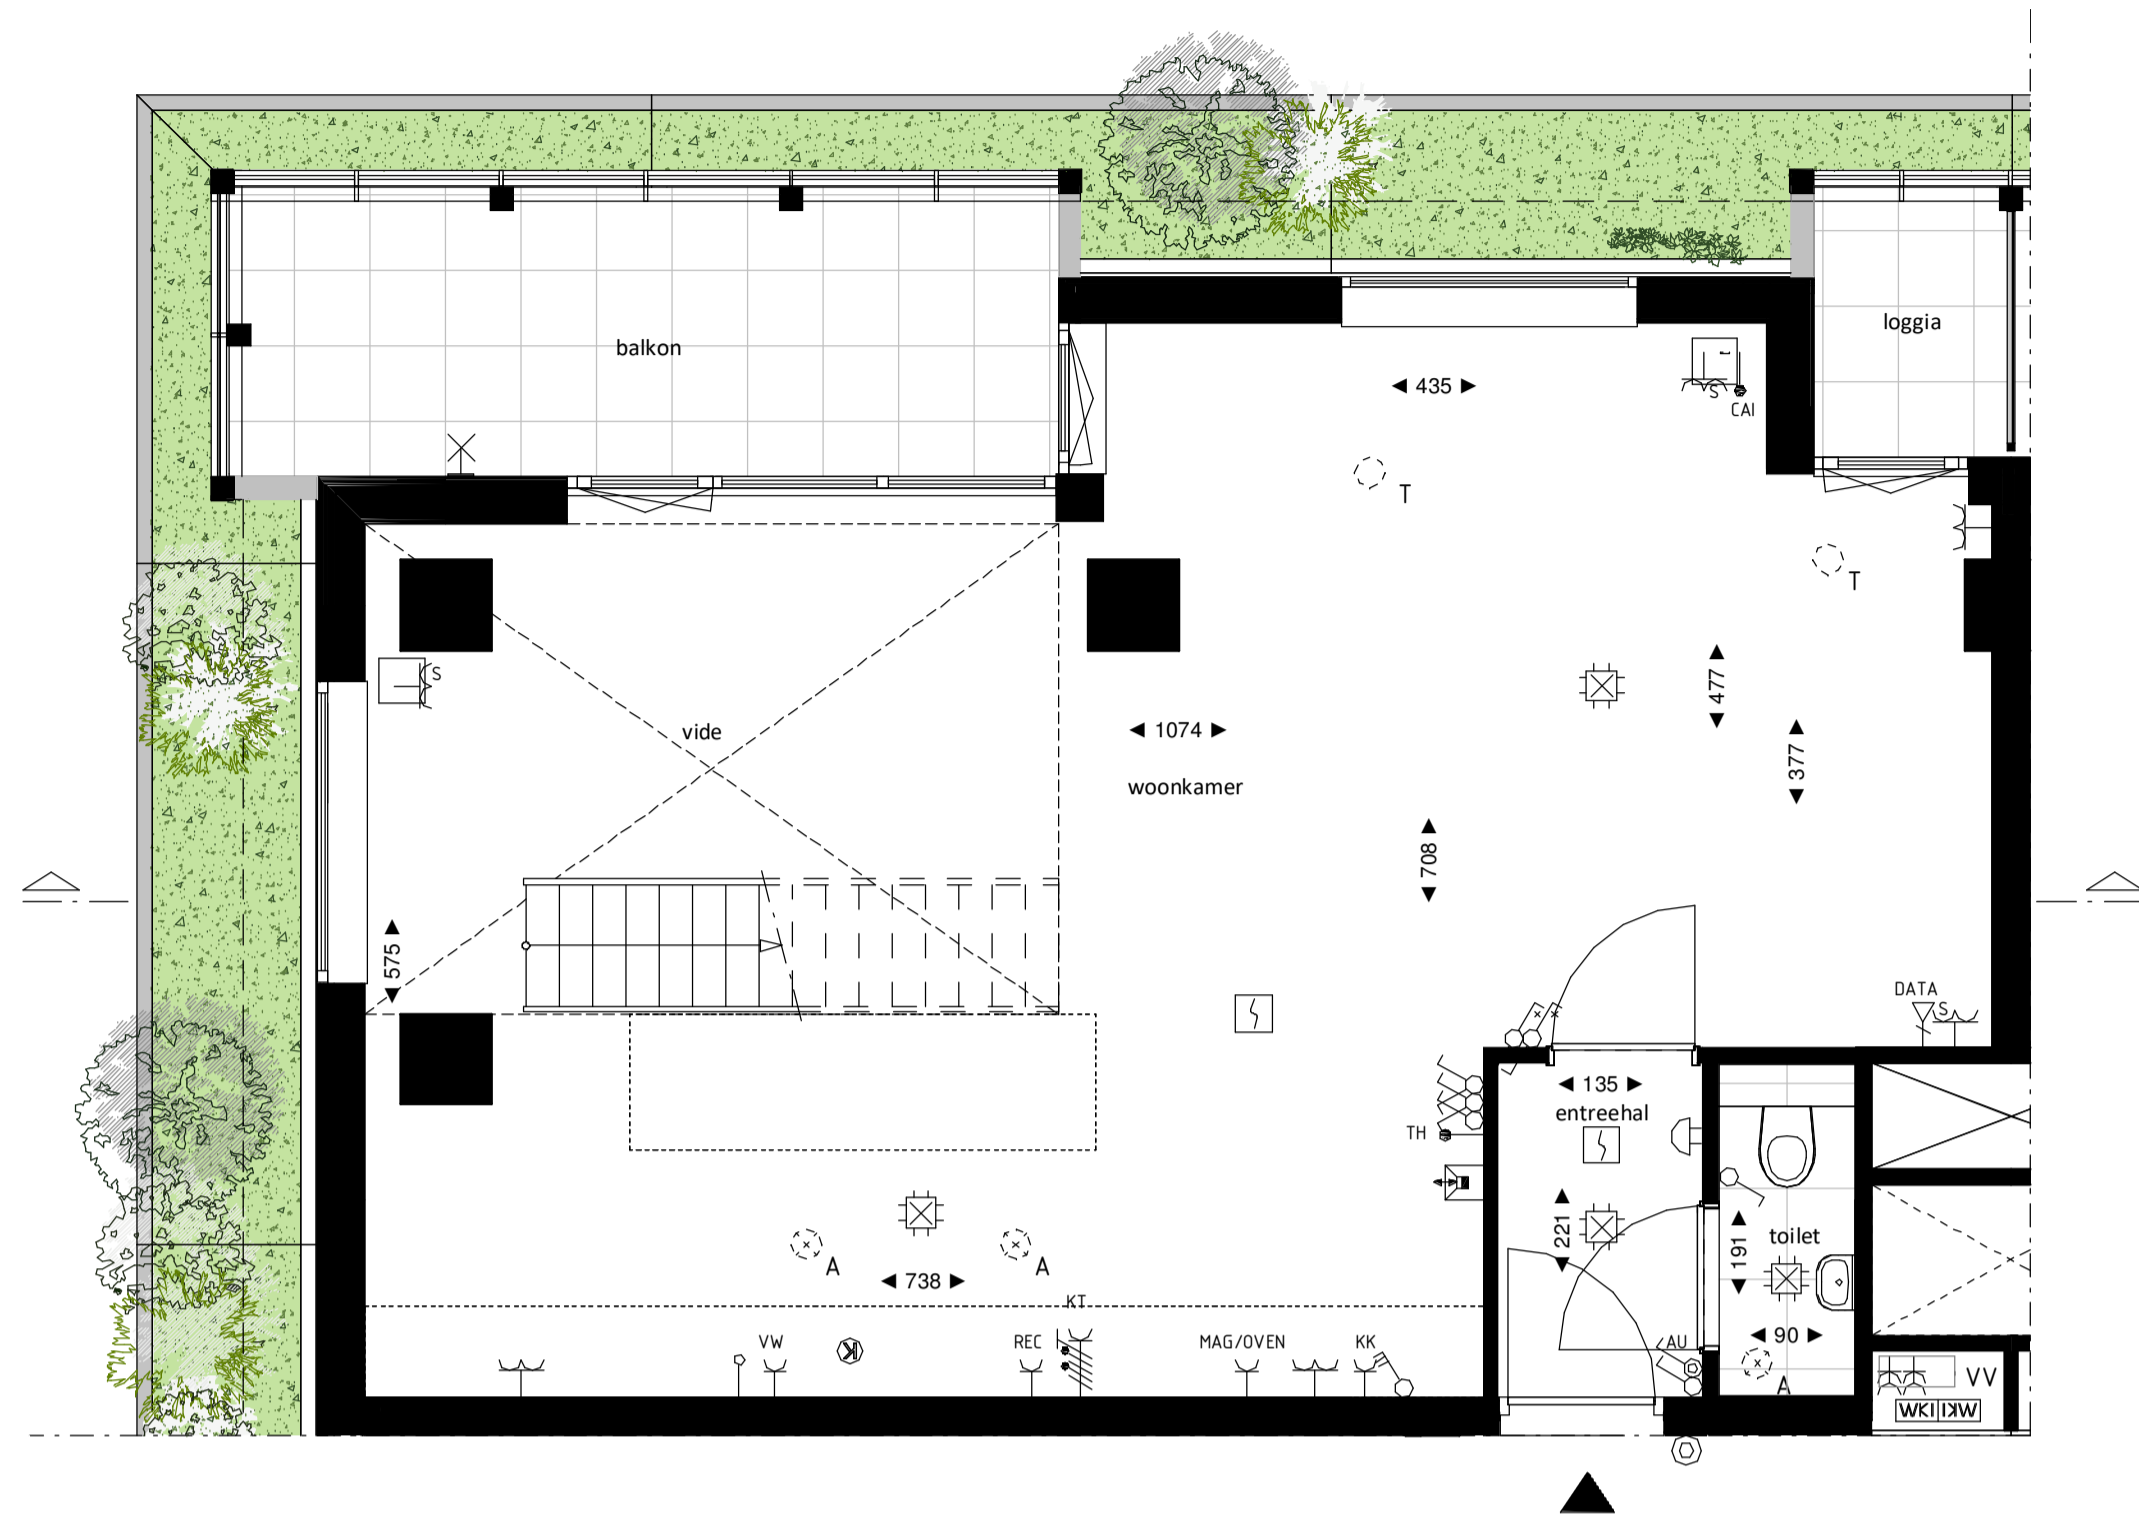 balkon
loggia
435
S
CAI
T
T
S
477
vide
1074
377
woonkamer
708
575
DATA
S
135
entreehal
TH
221
191
toilet
A
A
738
KT
VW
K
REC
MAG/OVEN
KK
AU
90
A
VV
WKI
WKI